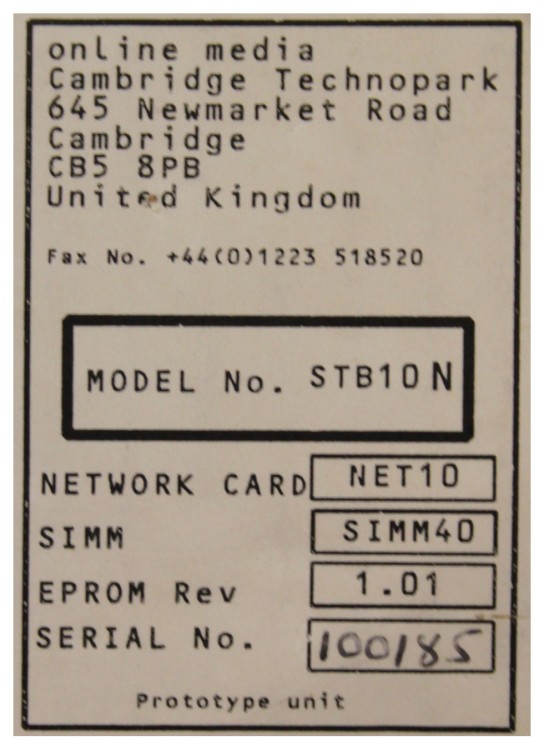 online media
Cambridge Technopark
645 Newmarket Road
Cambridge
CB5 8PB
United Kingdom
Fax No. +44(0)1223 518520
MODEL No. STB10N
NETWORK CARD NET10
SIMM SIMM40
EPROM Rev 1.01
SERIAL No. 100185
Prototype unit